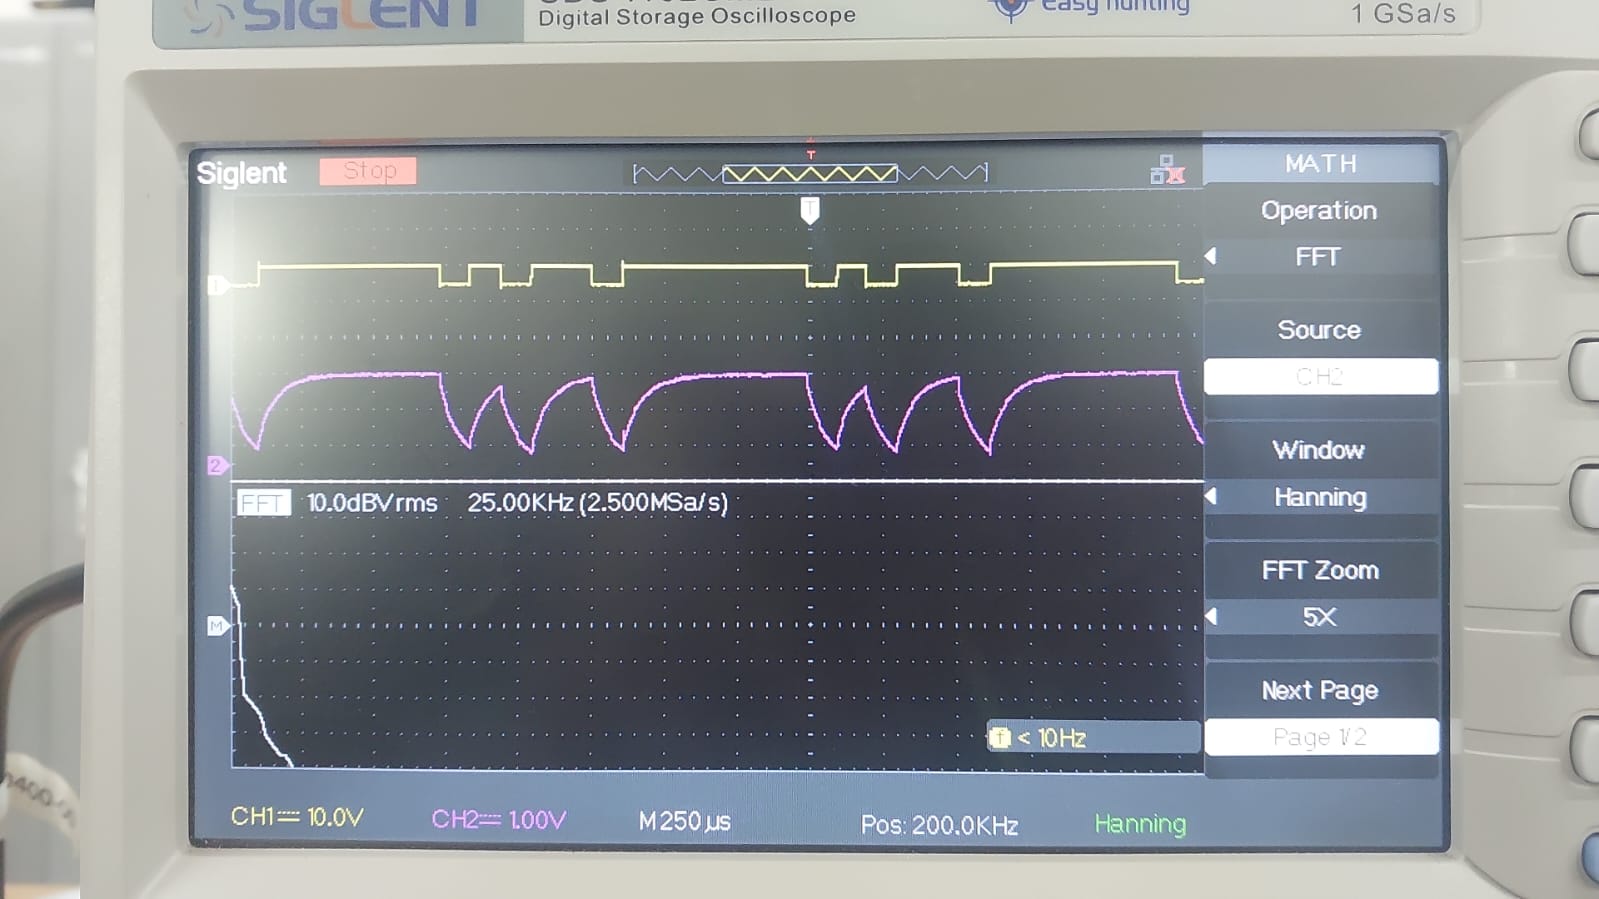 SIGLENT
Digital Storage Oscilloscope
easy hunting
1 GSa/s
Siglent
Stop
T
T
MATH
Operation
FFT
Source
CH2
Window
Hanning
FFT Zoom
5X
Next Page
Page 1/2
1
2
FFT 10.0dBVrms 25.00KHz (2.500MSa/s)
M
f < 10Hz
CH1 10.0V CH2 1.00V M 250µs Pos: 200.0KHz Hanning